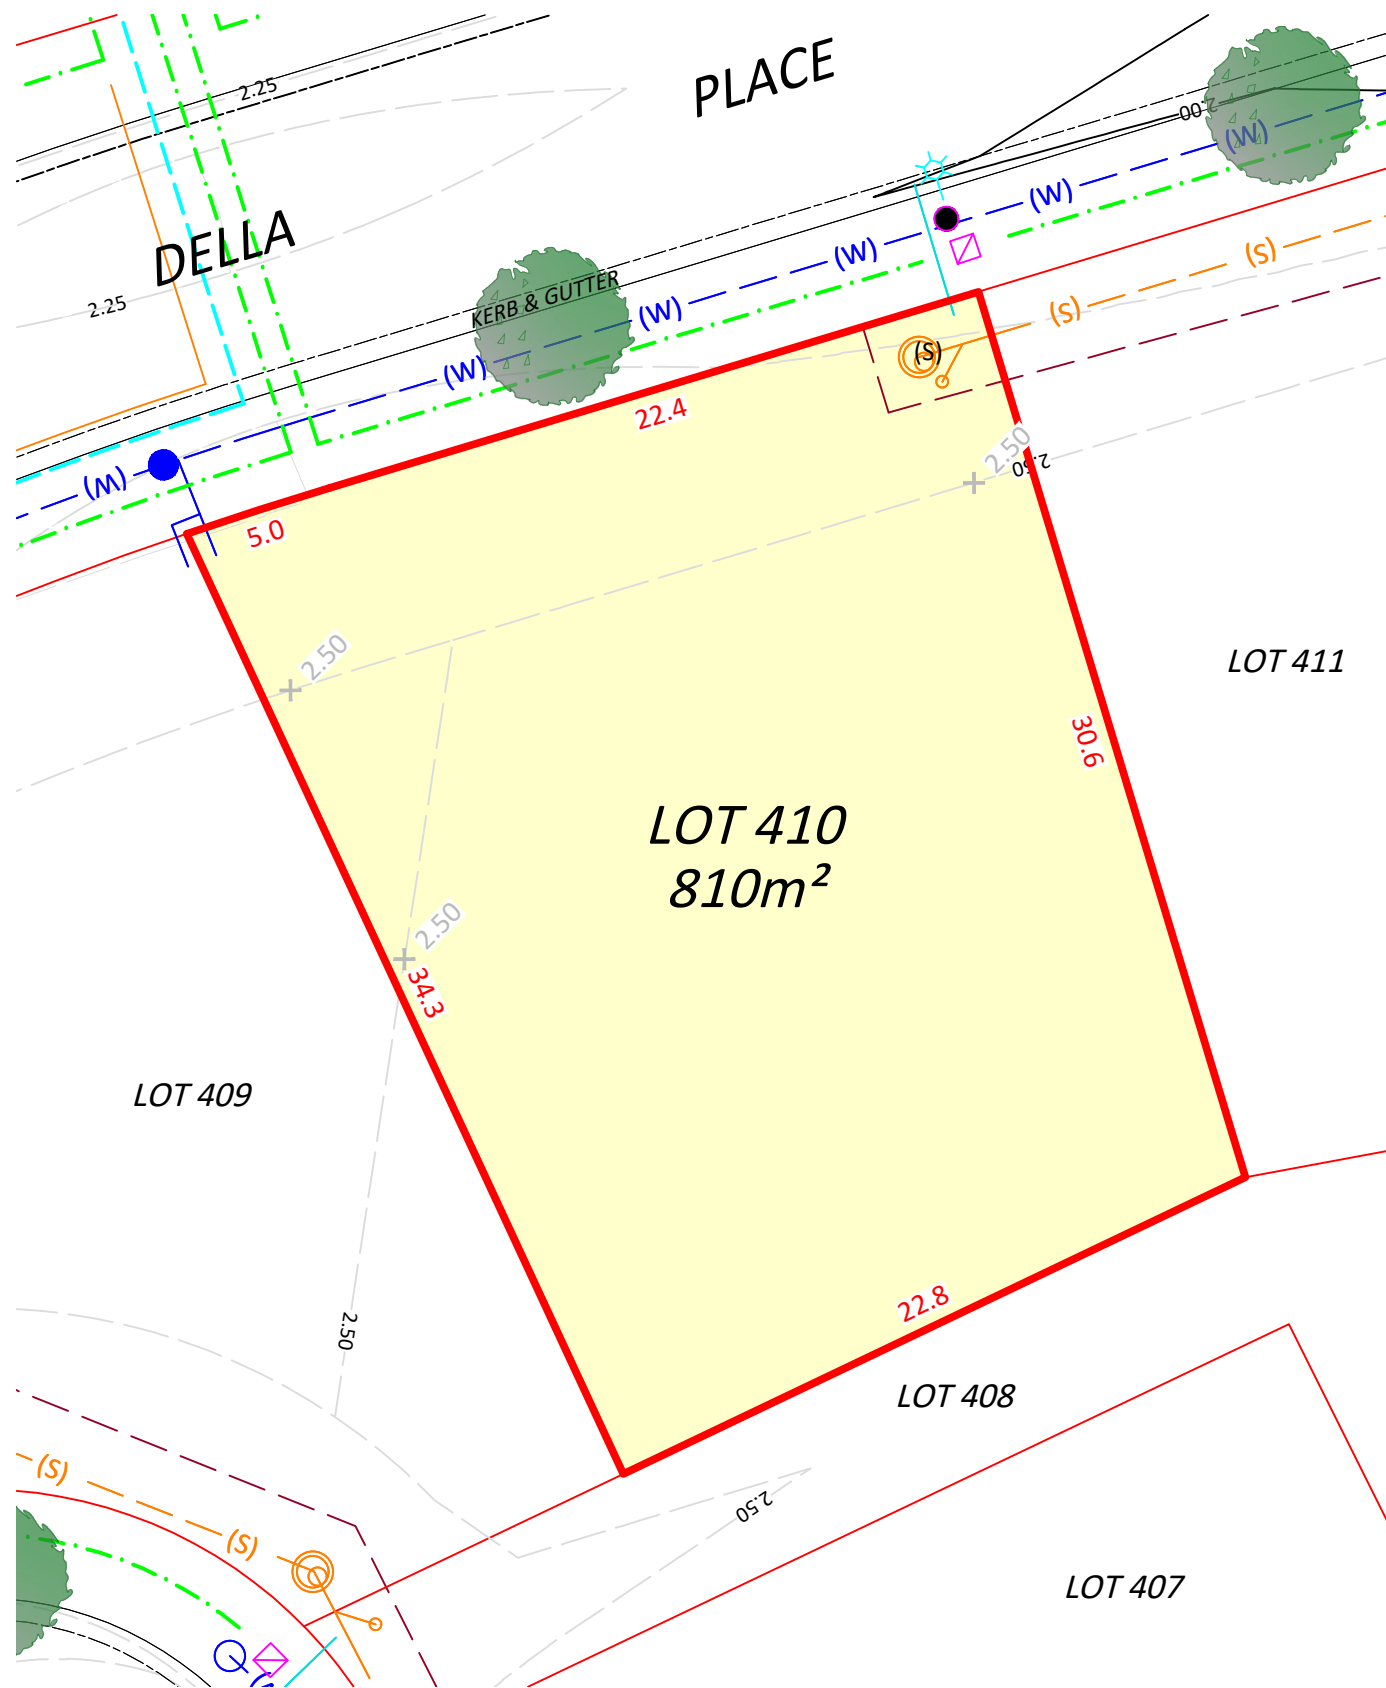 PLACE
2.25
2.00
(W)
(W)
DELLA
(W)
(S)
KERB & GUTTER
2.25
(W)
(S)
(S)
(W)
22.4
2.50
2.50
(W)
5.0
2.50
LOT 411
30.6
LOT 410
810m²
2.50
34.3
LOT 409
22.8
2.50
LOT 408
(S)
2.50
(S)
LOT 407